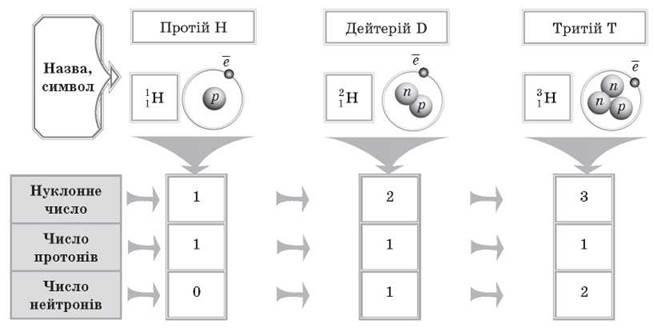 Назва,
символ
Протій H
Дейтерій D
Тритій T
¹₁H
e̅
p
²₁H
e̅
n
p
³₁H
e̅
n
n
p
Нуклонне
число
1
2
3
Число
протонів
1
1
1
Число
нейтронів
0
1
2